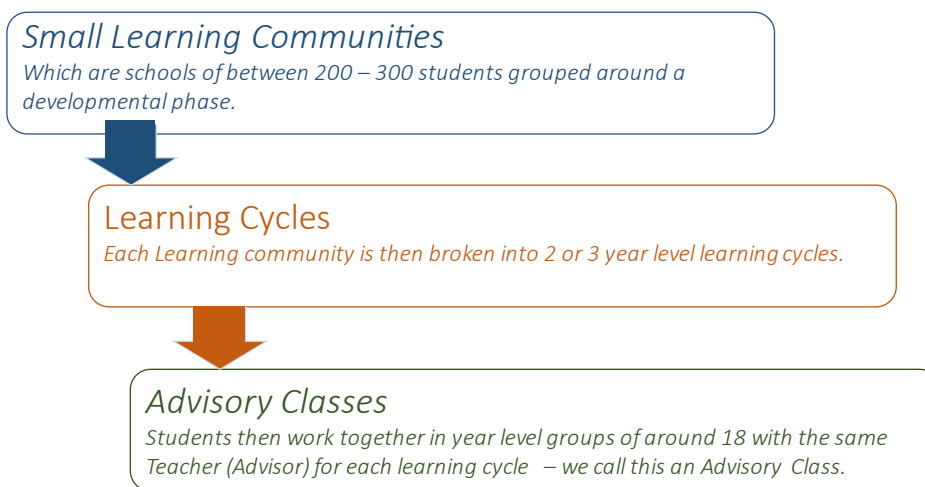 Small Learning Communities
Which are schools of between 200 – 300 students grouped around a
developmental phase.
Learning Cycles
Each Learning community is then broken into 2 or 3 year level learning cycles.
Advisory Classes
Students then work together in year level groups of around 18 with the same
Teacher (Advisor) for each learning cycle – we call this an Advisory Class.